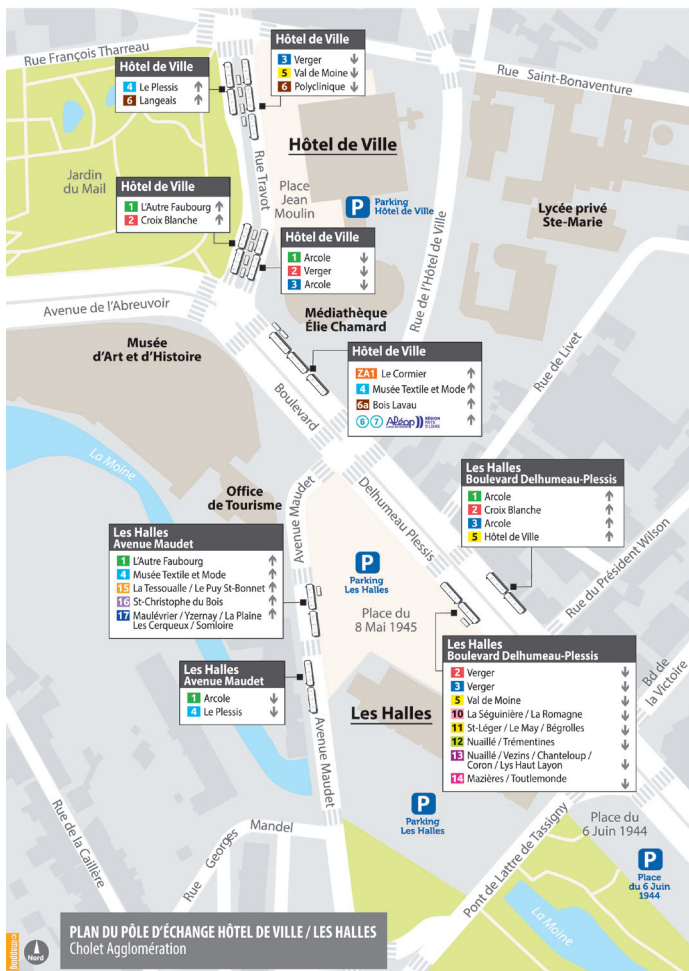 Rue François Tharreau
Hôtel de Ville
3 Verger
5 Val de Moine
6 Polyclinique
Hôtel de Ville
4 Le Plessis
6 Langeais
Rue Saint-Bonaventure
Hôtel de Ville
Jardin
du Mail
Rue Travot
Place
Jean
Moulin
P Parking
Hôtel de Ville
Lycée privé
Ste-Marie
Hôtel de Ville
1 L'Autre Faubourg
2 Croix Blanche
Hôtel de Ville
1 Arcole
2 Verger
3 Arcole
Rue de l'Hôtel de Ville
Avenue de l'Abreuvoir
Médiathèque
Élie Chamard
Musée
d'Art et d'Histoire
Rue de Livet
Hôtel de Ville
ZA1 Le Cormier
4 Musée Textile et Mode
6a Bois Lavau
6 7 Aléop RÉGION
PAYS
DE LA LOIRE
Boulevard
Delhumeau Plessis
La Moine
Office
de Tourisme
Avenue Maudet
Les Halles
Boulevard Delhumeau-Plessis
1 Arcole
2 Croix Blanche
3 Arcole
5 Hôtel de Ville
Rue du Président Wilson
Les Halles
Avenue Maudet
1 L'Autre Faubourg
4 Musée Textile et Mode
15 La Tessoualle / Le Puy St-Bonnet
16 St-Christophe du Bois
17 Maulévrier / Yzernay / La Plaine
Les Cerqueux / Somloire
P
Parking
Les Halles
Place du
8 Mai 1945
Les Halles
Avenue Maudet
1 Arcole
4 Le Plessis
Les Halles
Les Halles
Boulevard Delhumeau-Plessis
2 Verger
3 Verger
5 Val de Moine
10 La Séguinière / La Romagne
11 St-Léger / Le May / Bégrolles
12 Nuaillé / Trémentines
13 Nuaillé / Vezins / Chanteloup /
Coron / Lys Haut Layon
14 Mazières / Toutlemonde
Bd de
la Victoire
Avenue Maudet
P
Parking
Les Halles
Rue Georges Mandel
Rue de la Caillère
Pont de Lattre de Tassigny
Place du
6 Juin 1944
P
Place
du 6 Juin
1944
La Moine
PLAN DU PÔLE D'ÉCHANGE HÔTEL DE VILLE / LES HALLES
Cholet Agglomération
Nord